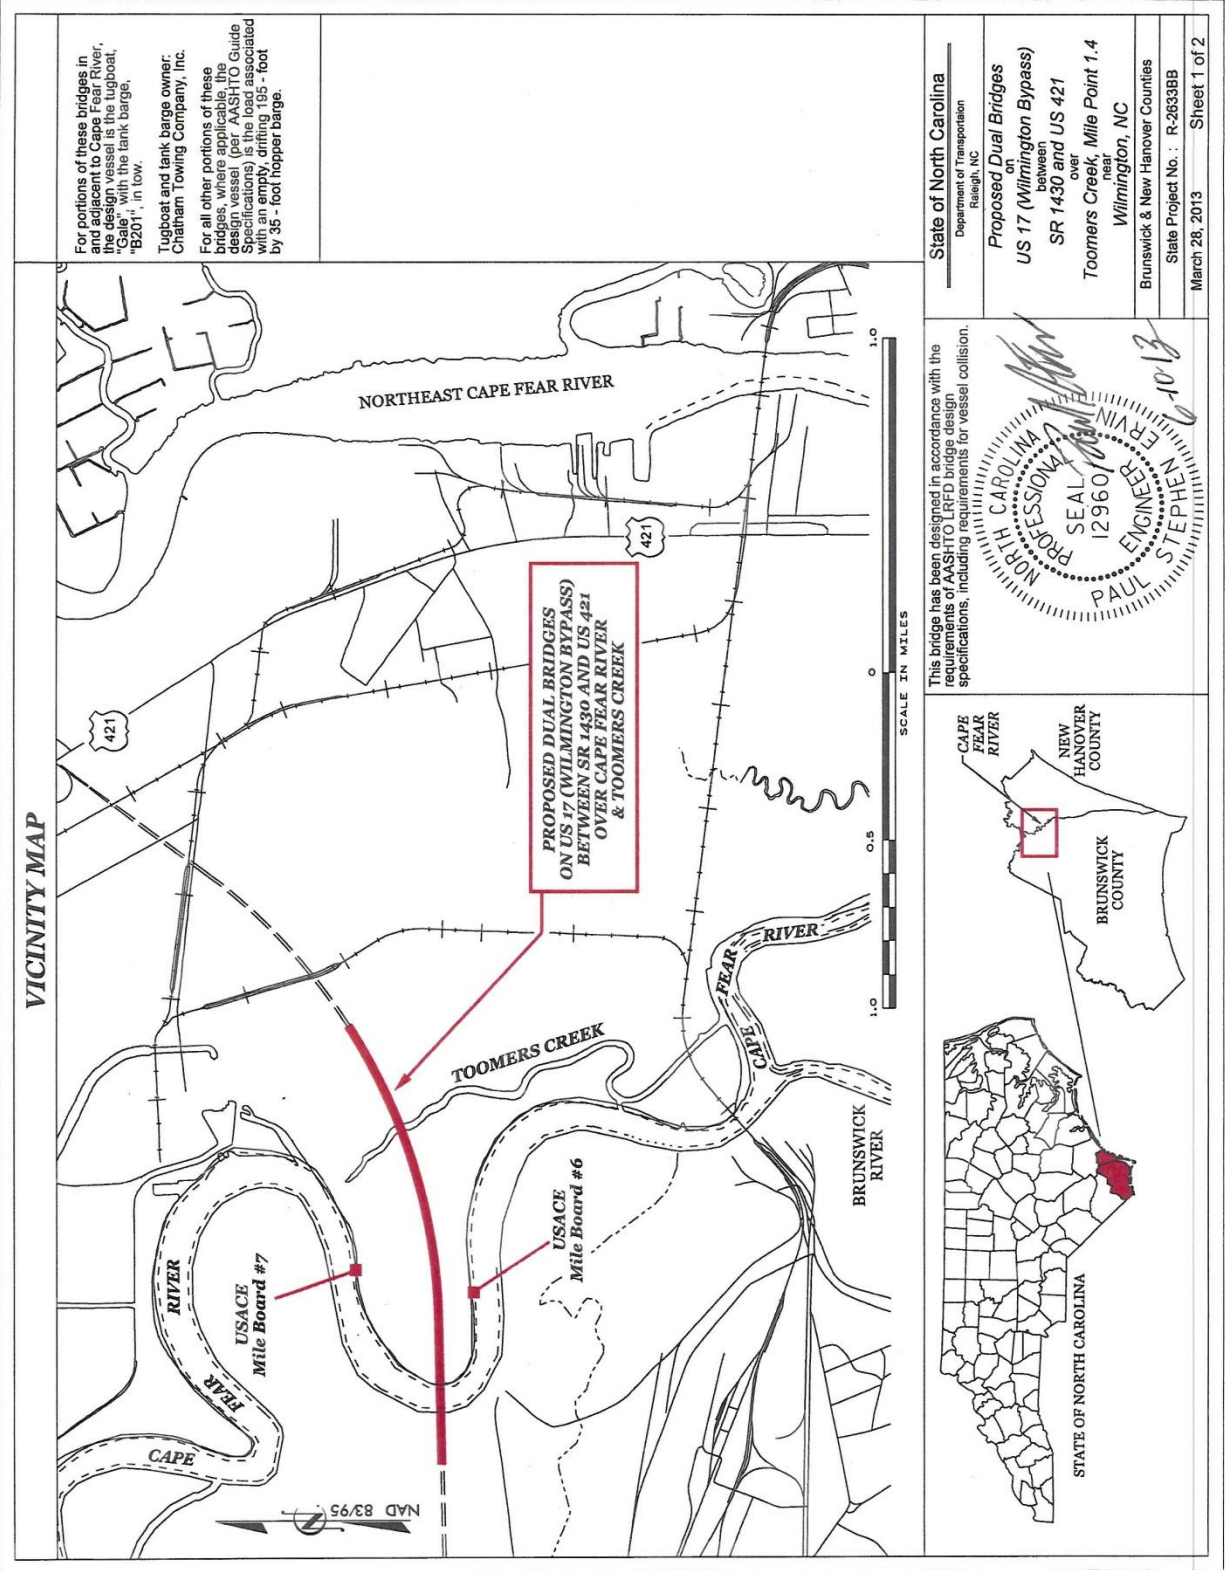 VICINITY MAP
For portions of these bridges in
and adjacent to Cape Fear River,
the design vessel is the tugboat,
"Gale", with the tank barge,
"B201", in tow.
Tugboat and tank barge owner:
Chatham Towing Company, Inc.
For all other portions of these
bridges, where applicable, the
design vessel (per AASHTO Guide
Specifications) is the load associated
with an empty, drifting 195 - foot
by 35 - foot hopper barge.
421
NORTHEAST CAPE FEAR RIVER
421
PROPOSED DUAL BRIDGES
ON US 17 (WILMINGTON BYPASS)
BETWEEN SR 1430 AND US 421
OVER CAPE FEAR RIVER
& TOOMERS CREEK
TOOMERS CREEK
CAPE
FEAR
RIVER
USACE
Mile Board #7
USACE
Mile Board #6
CAPE
FEAR
RIVER
BRUNSWICK
RIVER
NAD 83/95
1.0
0.5
0
1.0
SCALE IN MILES
STATE OF NORTH CAROLINA
BRUNSWICK
COUNTY
CAPE
FEAR
RIVER
NEW
HANOVER
COUNTY
This bridge has been designed in accordance with the
requirements of AASHTO LRFD bridge design
specifications, including requirements for vessel collision.
NORTH CAROLINA
PROFESSIONAL
SEAL
12960
ENGINEER
PAUL STEPHEN ERVIN
6-10-13
State of North Carolina
Department of Transportaion
Raleigh, NC
Proposed Dual Bridges
on
US 17 (Wilmington Bypass)
between
SR 1430 and US 421
over
Toomers Creek, Mile Point 1.4
near
Wilmington, NC
Brunswick & New Hanover Counties
State Project No. : R-2633BB
March 28, 2013 Sheet 1 of 2